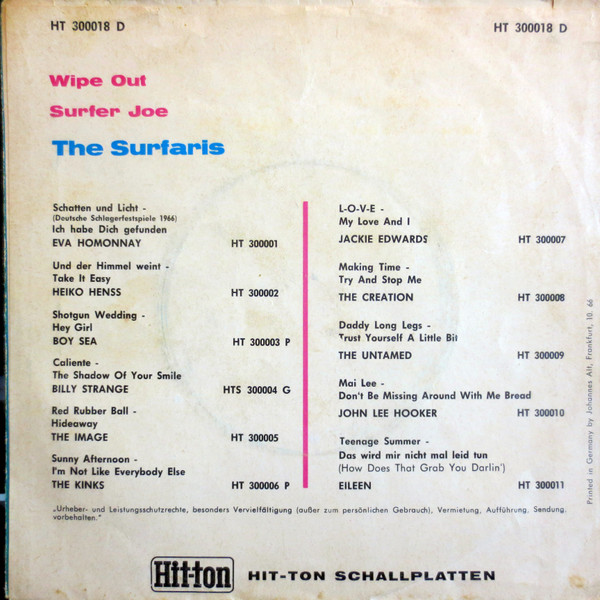 HT 300018 D
HT 300018 D
Wipe Out
Surfer Joe
The Surfaris
Schatten und Licht -
(Deutsche Schlagerfestspiele 1966)
Ich habe Dich gefunden
EVA HOMONNAY HT 300001
Und der Himmel weint -
Take It Easy
HEIKO HENSS HT 300002
Shotgun Wedding -
Hey Girl
BOY SEA HT 300003 P
Caliente -
The Shadow Of Your Smile
BILLY STRANGE HTS 300004 G
Red Rubber Ball -
Hideaway
THE IMAGE HT 300005
Sunny Afternoon -
I'm Not Like Everybody Else
THE KINKS HT 300006 P
L-O-V-E -
My Love And I
JACKIE EDWARDS HT 300007
Making Time -
Try And Stop Me
THE CREATION HT 300008
Daddy Long Legs -
Trust Yourself A Little Bit
THE UNTAMED HT 300009
Mai Lee -
Don't Be Missing Around With Me Bread
JOHN LEE HOOKER HT 300010
Teenage Summer -
Das wird mir nicht mal leid tun
(How Does That Grab You Darlin')
EILEEN HT 300011
Printed in Germany by Johannes Alt, Frankfurt, 10. 66
„Urheber- und Leistungsschutzrechte, besonders Vervielfältigung (außer zum persönlichen Gebrauch), Vermietung, Aufführung, Sendung,
vorbehalten."
Hit-ton HIT-TON SCHALLPLATTEN